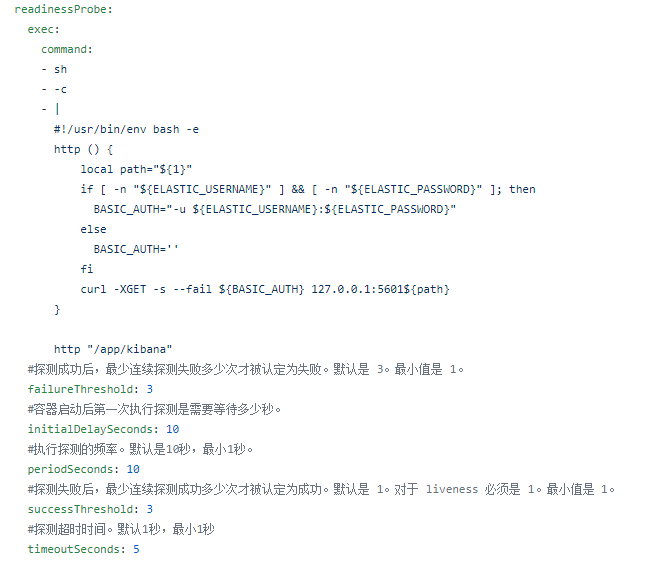 readinessProbe:
  exec:
    command:
    - sh
    - -c
    - |
      #!/usr/bin/env bash -e
      http () {
          local path="${1}"
          if [ -n "${ELASTIC_USERNAME}" ] && [ -n "${ELASTIC_PASSWORD}" ]; then
            BASIC_AUTH="-u ${ELASTIC_USERNAME}:${ELASTIC_PASSWORD}"
          else
            BASIC_AUTH=''
          fi
          curl -XGET -s --fail ${BASIC_AUTH} 127.0.0.1:5601${path}
      }

      http "/app/kibana"
  #探测成功后，最少连续探测失败多少次才被认定为失败。默认是 3。最小值是 1。
  failureThreshold: 3
  #容器启动后第一次执行探测是需要等待多少秒。
  initialDelaySeconds: 10
  #执行探测的频率。默认是10秒，最小1秒。
  periodSeconds: 10
  #探测失败后，最少连续探测成功多少次才被认定为成功。默认是 1。对于 liveness 必须是 1。最小值是 1。
  successThreshold: 3
  #探测超时时间。默认1秒，最小1秒
  timeoutSeconds: 5